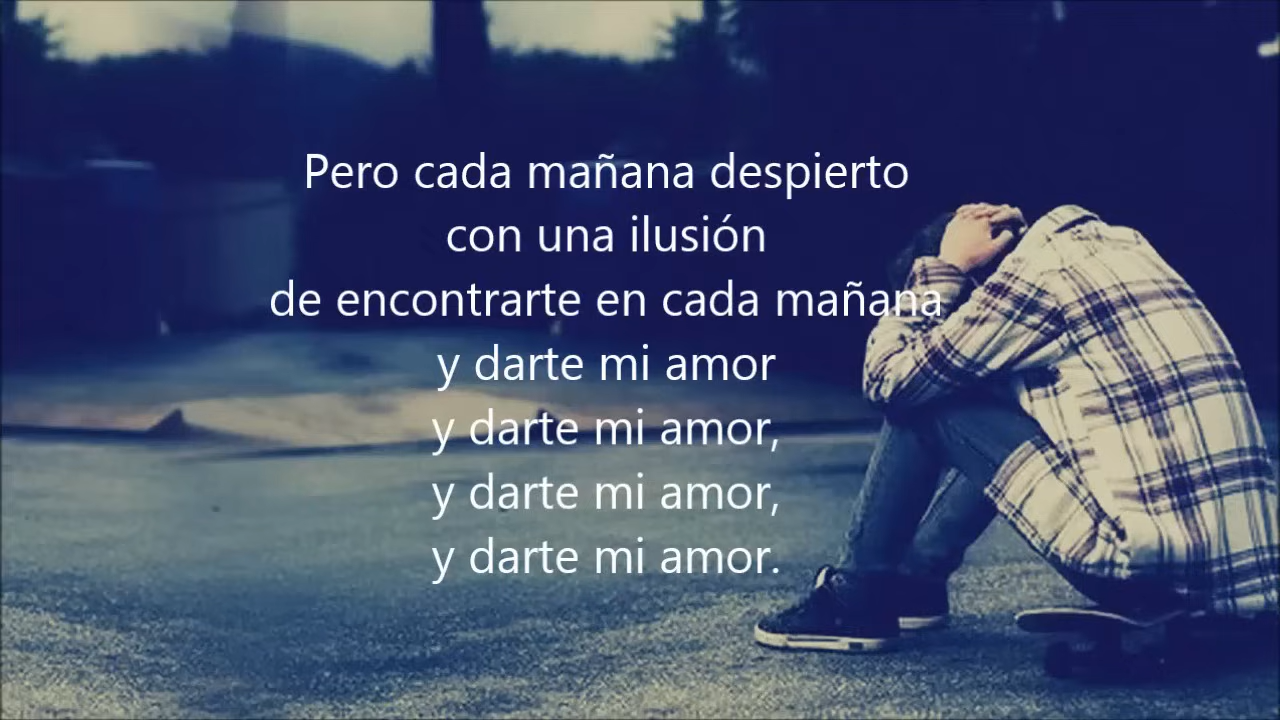 Pero cada mañana despierto
con una ilusión
de encontrarte en cada mañana
y darte mi amor
y darte mi amor,
y darte mi amor,
y darte mi amor.